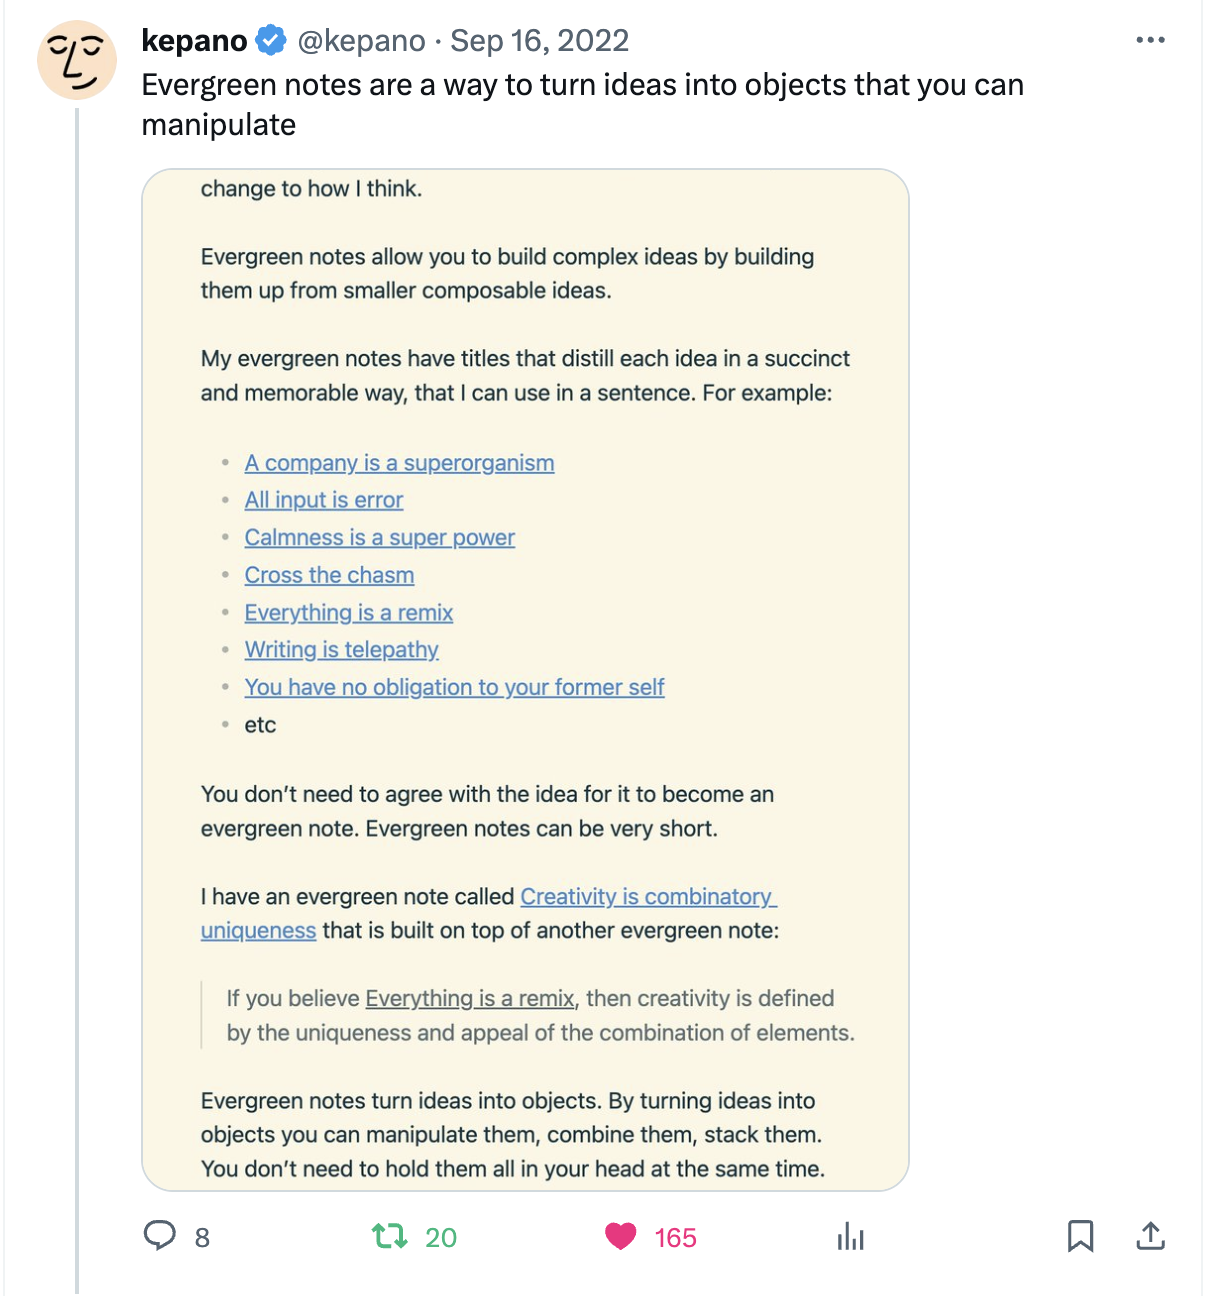 kepano @kepano · Sep 16, 2022
Evergreen notes are a way to turn ideas into objects that you can
manipulate
change to how I think.
Evergreen notes allow you to build complex ideas by building
them up from smaller composable ideas.
My evergreen notes have titles that distill each idea in a succinct
and memorable way, that I can use in a sentence. For example:
• A company is a superorganism
• All input is error
• Calmness is a super power
• Cross the chasm
• Everything is a remix
• Writing is telepathy
• You have no obligation to your former self
• etc
You don’t need to agree with the idea for it to become an
evergreen note. Evergreen notes can be very short.
I have an evergreen note called Creativity is combinatory
uniqueness that is built on top of another evergreen note:
If you believe Everything is a remix, then creativity is defined
by the uniqueness and appeal of the combination of elements.
Evergreen notes turn ideas into objects. By turning ideas into
objects you can manipulate them, combine them, stack them.
You don’t need to hold them all in your head at the same time.
8 20 165